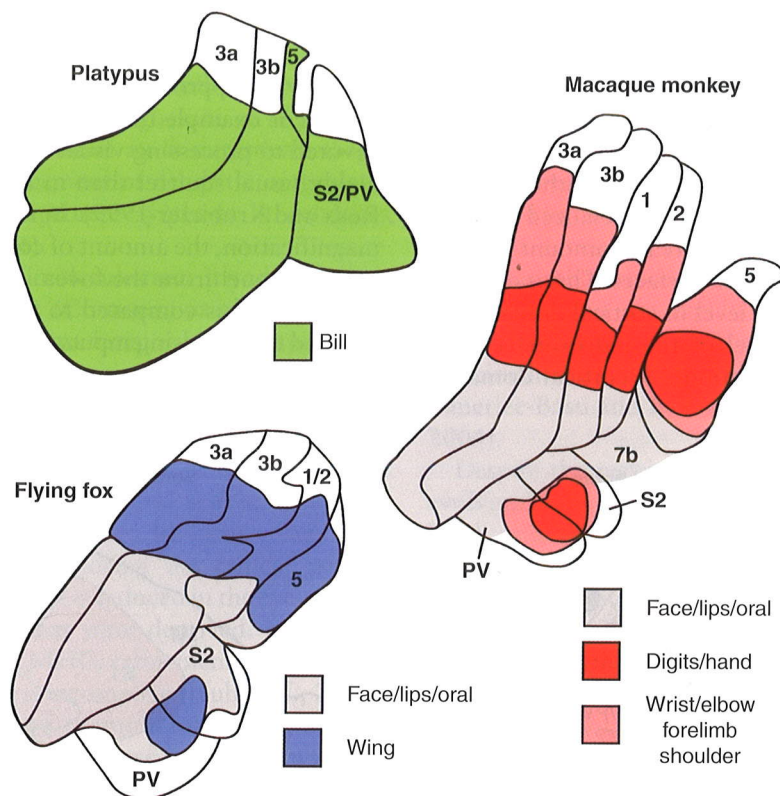 Platypus
3a
3b
5
S2/PV
Bill
Macaque monkey
3a
3b
1
2
5
7b
S2
PV
Face/lips/oral
Digits/hand
Wrist/elbow
forelimb
shoulder
Flying fox
3a
3b
1/2
5
S2
PV
Face/lips/oral
Wing